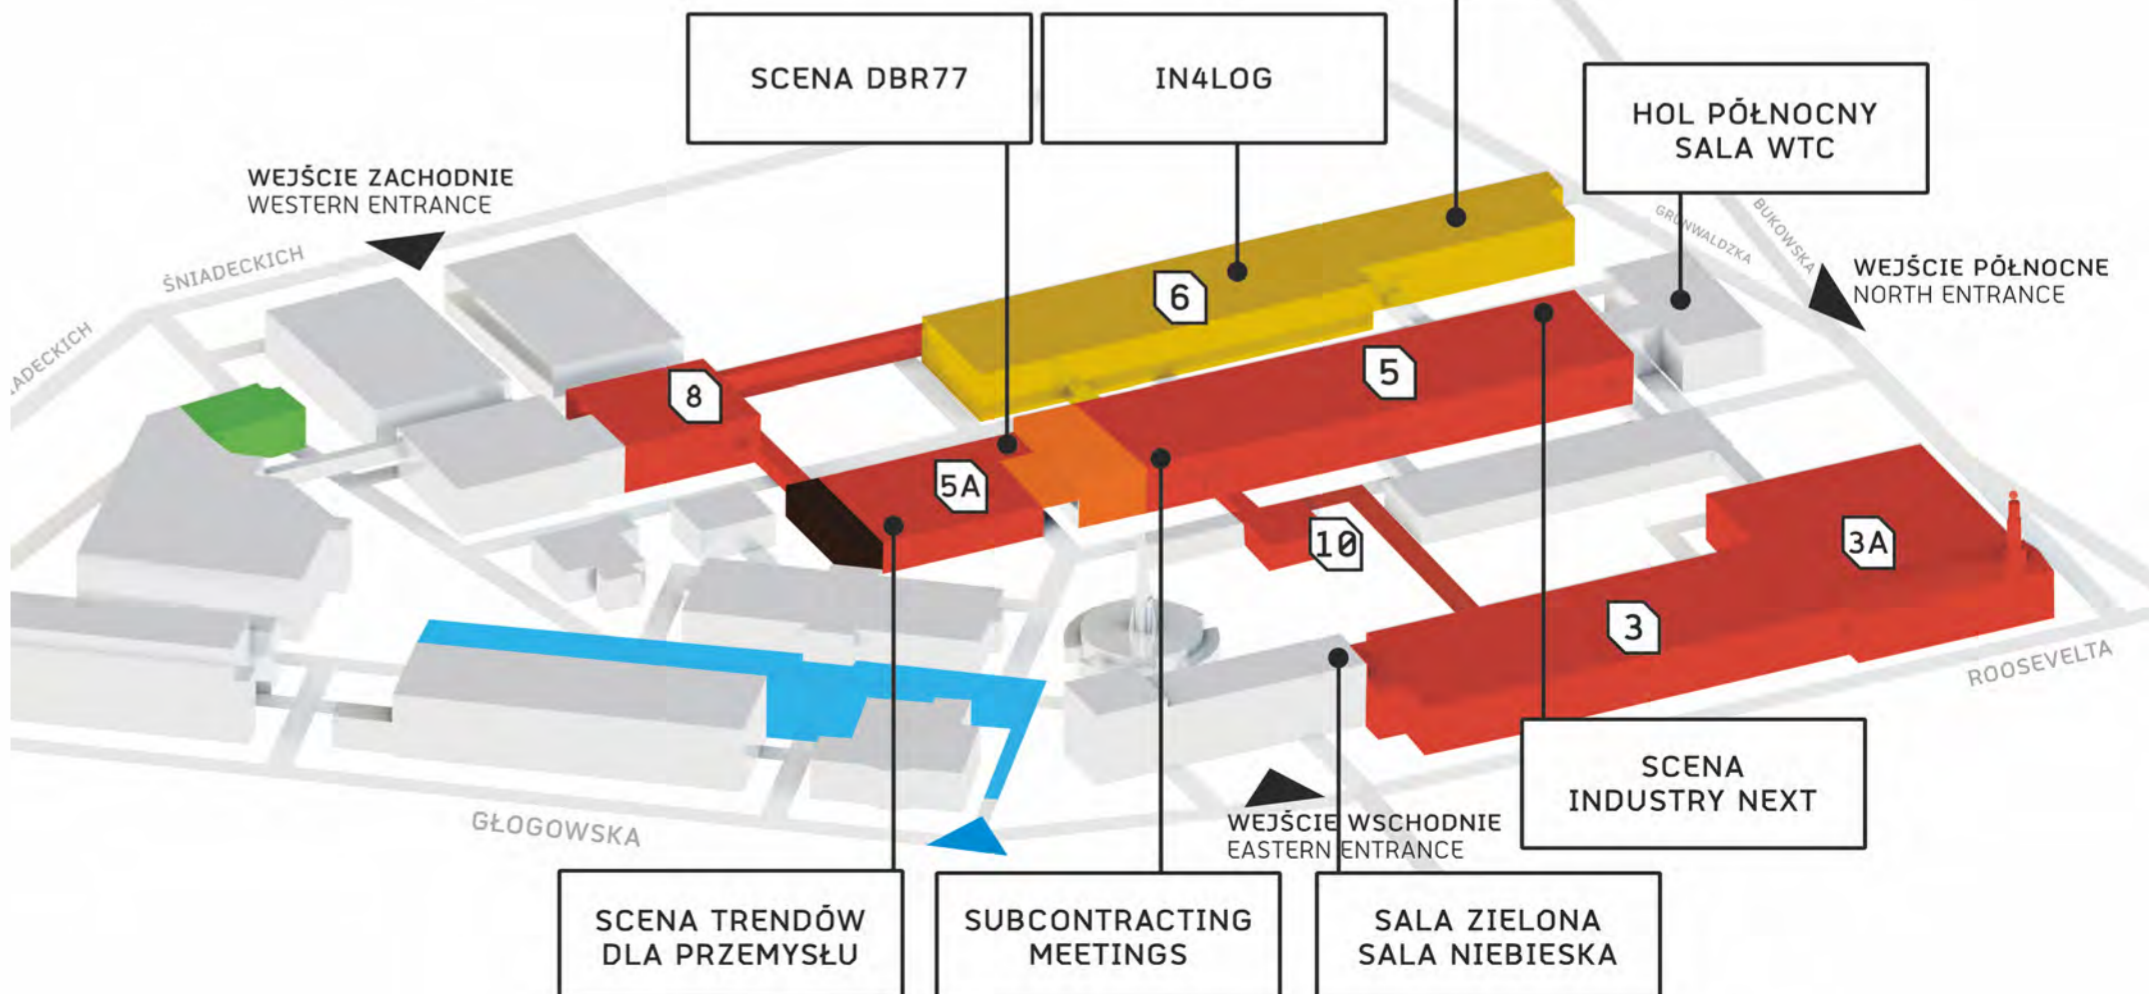 SCENA DBR77
IN4LOG
HOL PÓŁNOCNY
SALA WTC
WEJŚCIE ZACHODNIE
WESTERN ENTRANCE
ŚNIADECKICH
GRUNWALDZKA
BUKOWSKA
WEJŚCIE PÓŁNOCNE
NORTH ENTRANCE
IADECKICH
6
5
8
5A
10
3A
3
ROOSEVELTA
GŁOGOWSKA
WEJŚCIE WSCHODNIE
EASTERN ENTRANCE
SCENA
INDUSTRY NEXT
SCENA TRENDÓW
DLA PRZEMYSŁU
SUBCONTRACTING
MEETINGS
SALA ZIELONA
SALA NIEBIESKA